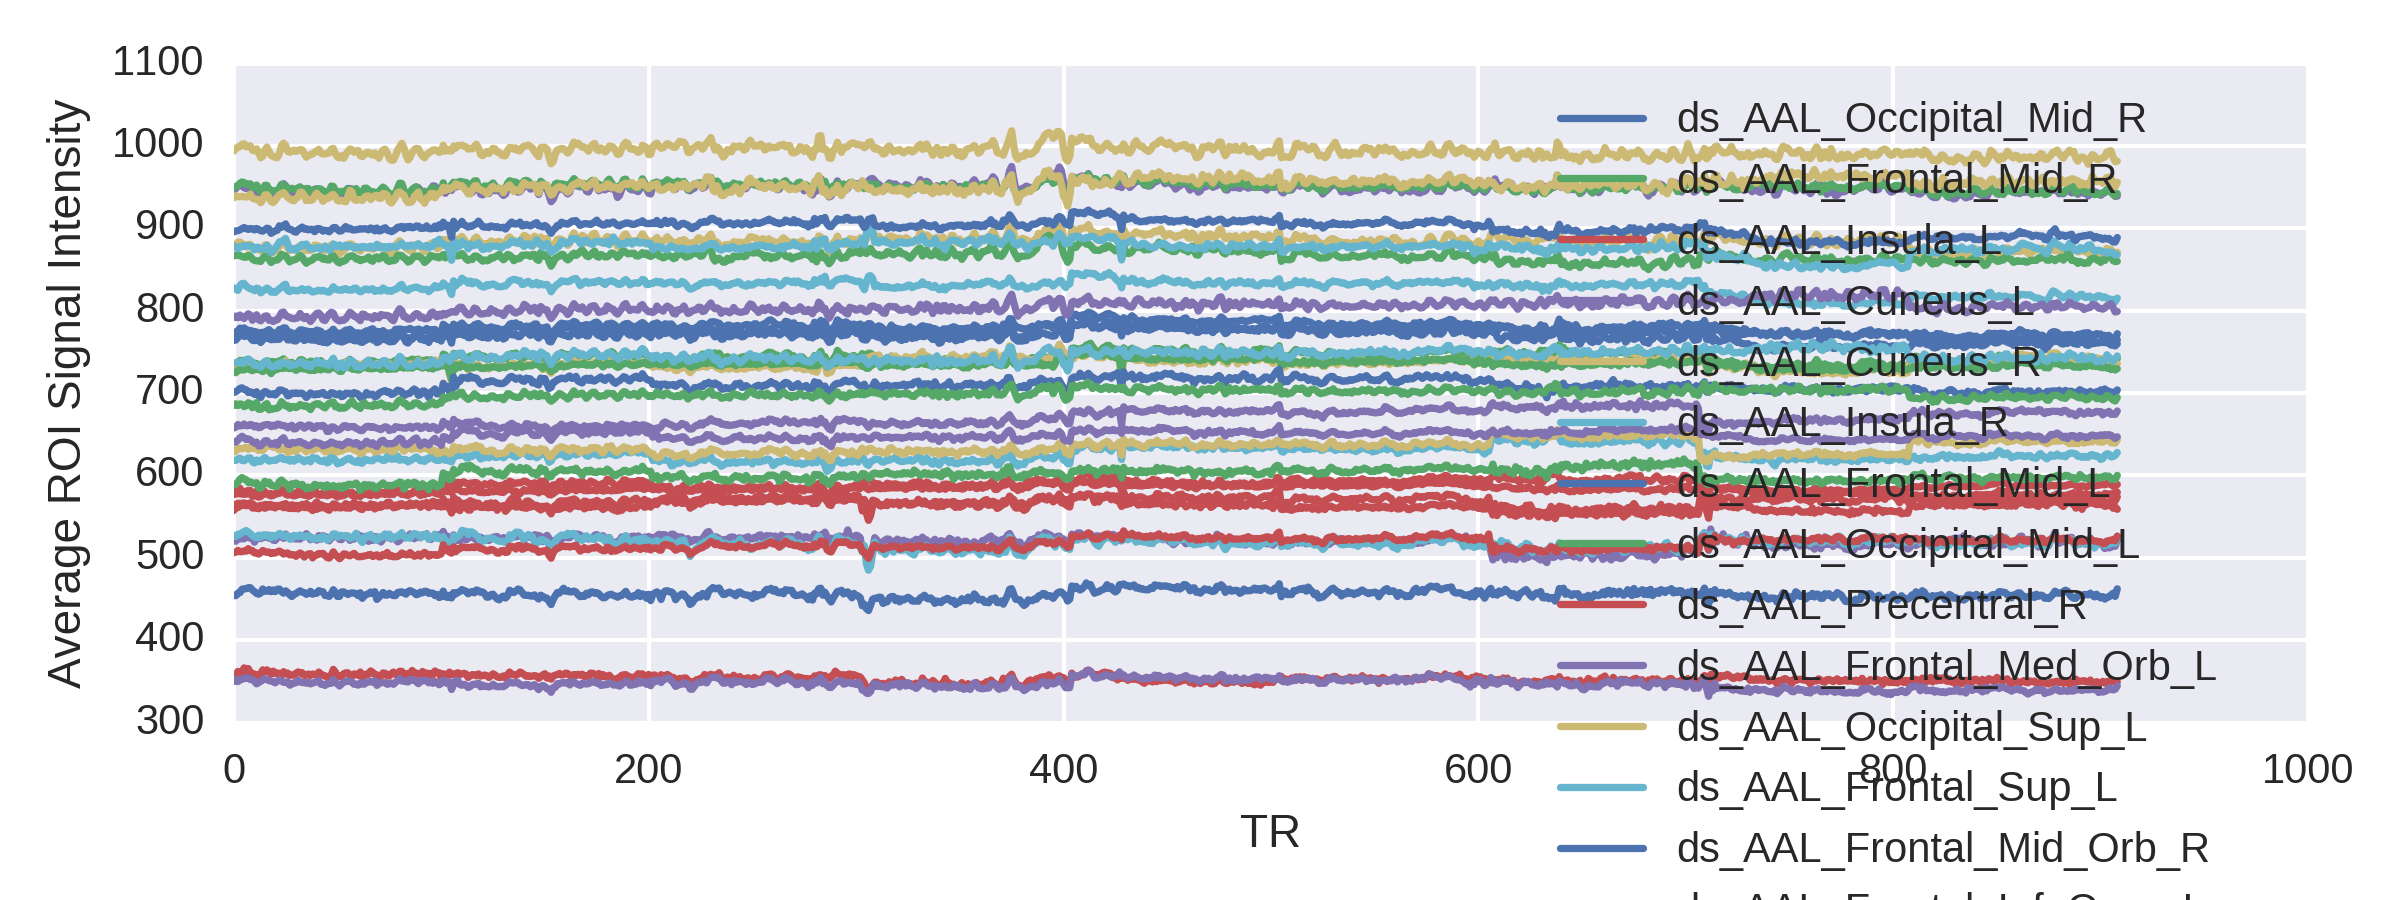 1100
1000
900
800
700
600
500
400
300
Average ROI Signal Intensity
0
200
400
600
800
1000
TR
ds_AAL_Occipital_Mid_R
ds_AAL_Frontal_Mid_R
ds_AAL_Insula_L
ds_AAL_Cuneus_L
ds_AAL_Cuneus_R
ds_AAL_Insula_R
ds_AAL_Frontal_Mid_L
ds_AAL_Occipital_Mid_L
ds_AAL_Precentral_R
ds_AAL_Frontal_Med_Orb_L
ds_AAL_Occipital_Sup_L
ds_AAL_Frontal_Sup_L
ds_AAL_Frontal_Mid_Orb_R